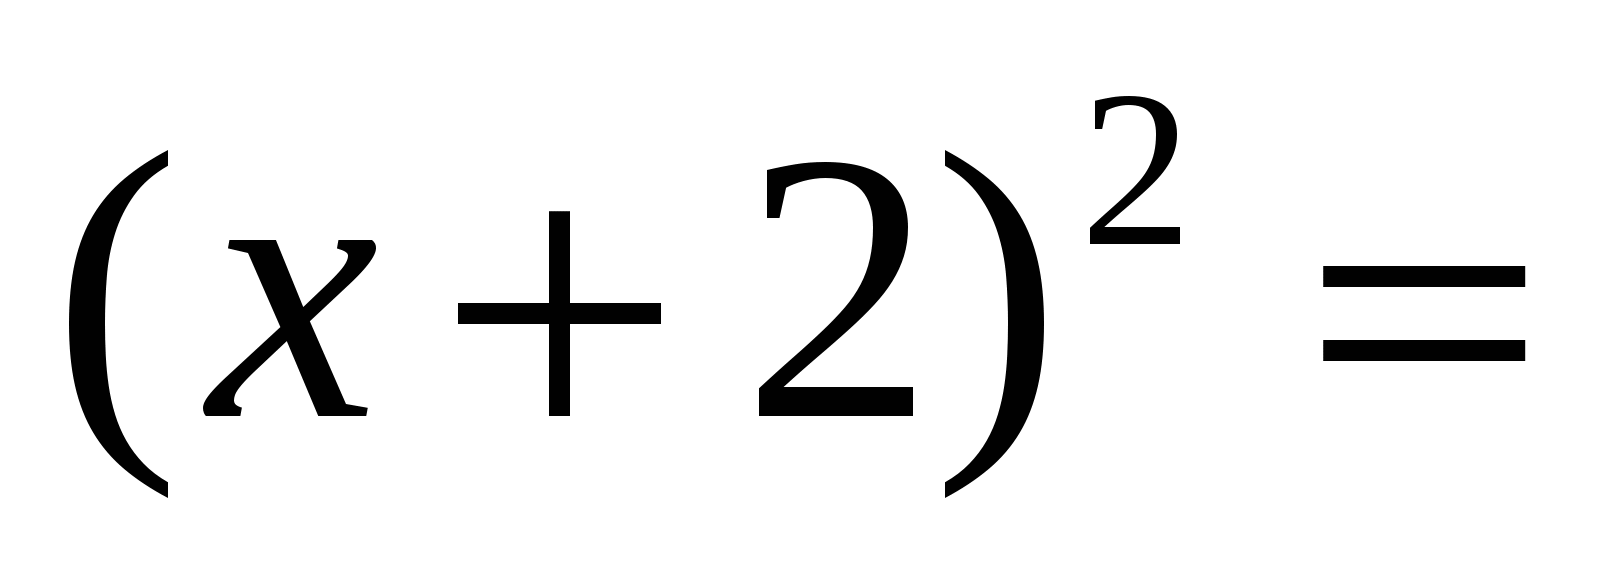 (x + 2)² =